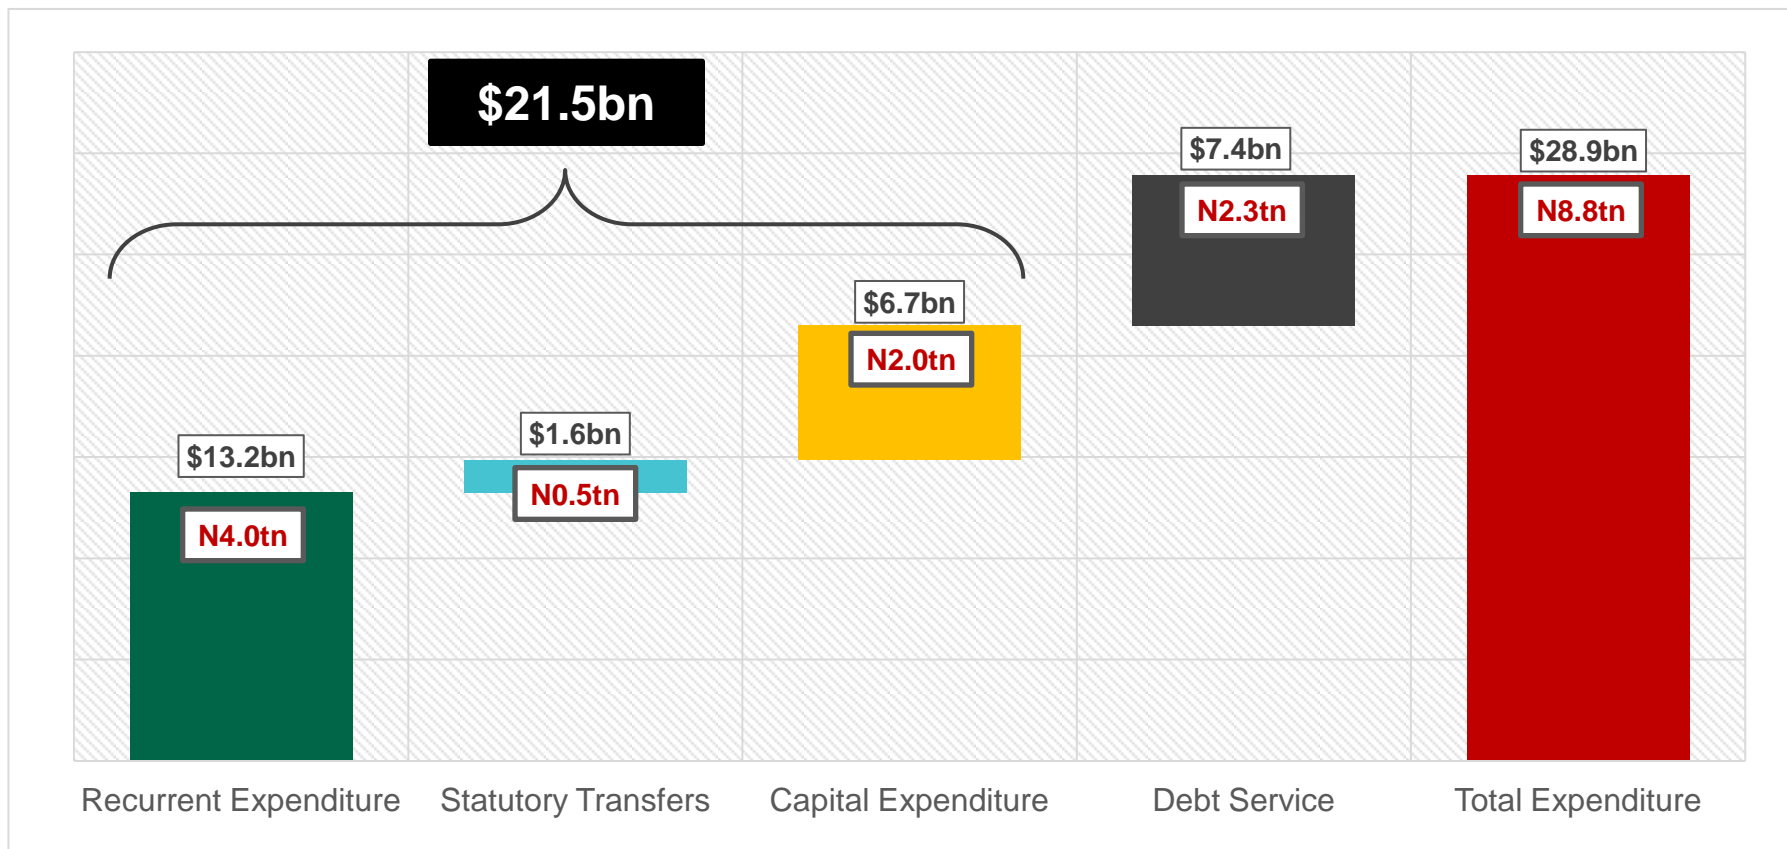 $21.5bn
$7.4bn
$28.9bn
N2.3tn
N8.8tn
$6.7bn
N2.0tn
$1.6bn
$13.2bn
N0.5tn
N4.0tn
Recurrent Expenditure
Statutory Transfers
Capital Expenditure
Debt Service
Total Expenditure